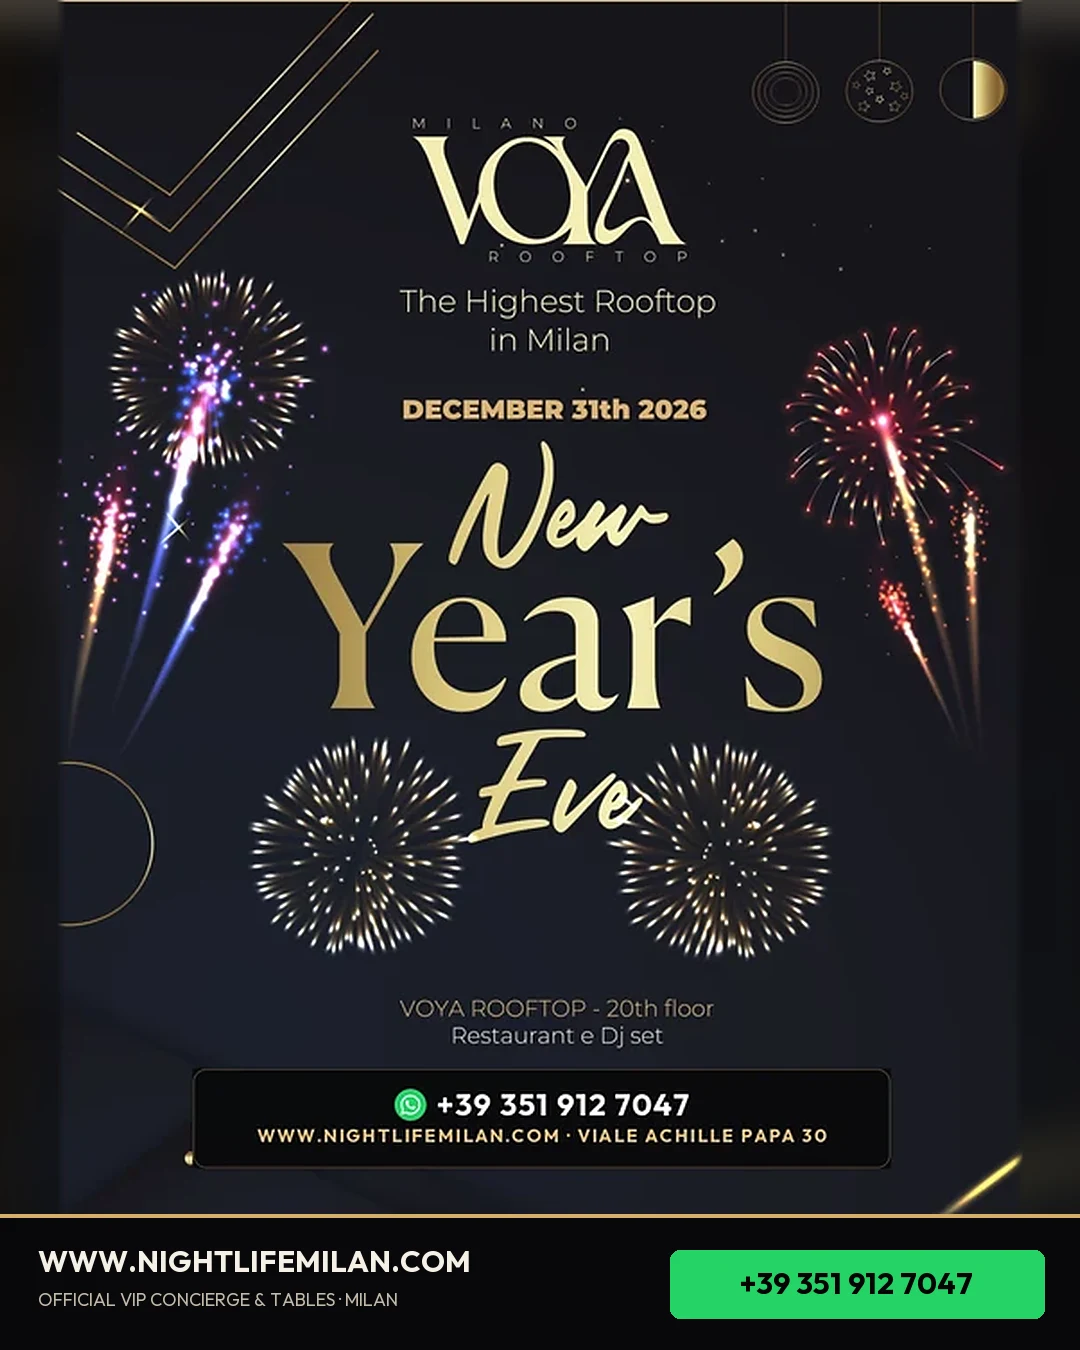 MILANO
VOYA
ROOFTOP
The Highest Rooftop
in Milan
DECEMBER 31th 2026
New
Year's
Eve
VOYA ROOFTOP - 20th floor
Restaurant e Dj set
+39 351 912 7047
WWW.NIGHTLIFEMILAN.COM · VIALE ACHILLE PAPA 30
WWW.NIGHTLIFEMILAN.COM
OFFICIAL VIP CONCIERGE & TABLES · MILAN
+39 351 912 7047